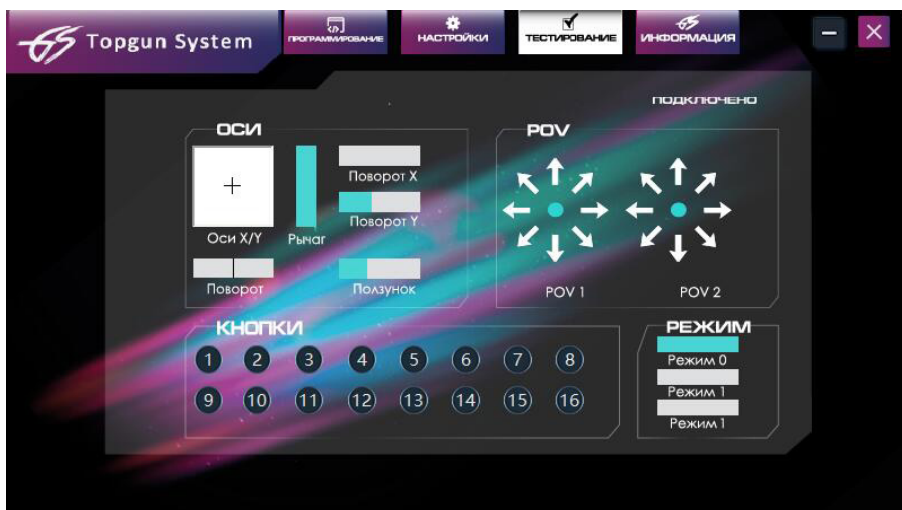 GS Topgun System
ПРОГРАММИРОВАНИЕ
НАСТРОЙКИ
ТЕСТИРОВАНИЕ
ИНФОРМАЦИЯ
ПОДКЛЮЧЕНО
ОСИ
Оси X/Y
Рычаг
Поворот X
Поворот Y
Поворот
Ползунок
POV
POV 1
POV 2
КНОПКИ
1 2 3 4 5 6 7 8
9 10 11 12 13 14 15 16
РЕЖИМ
Режим 0
Режим 1
Режим 1